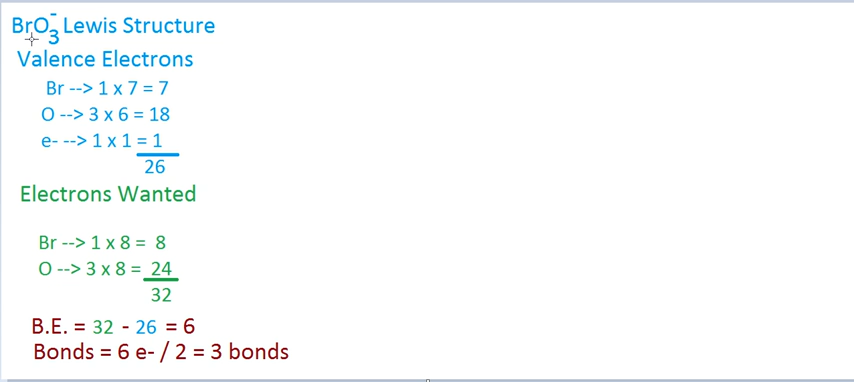 BrO₃⁻ Lewis Structure
Valence Electrons
Br --> 1 x 7 = 7
O --> 3 x 6 = 18
e- --> 1 x 1 = 1
26
Electrons Wanted
Br --> 1 x 8 = 8
O --> 3 x 8 = 24
32
B.E. = 32 - 26 = 6
Bonds = 6 e- / 2 = 3 bonds